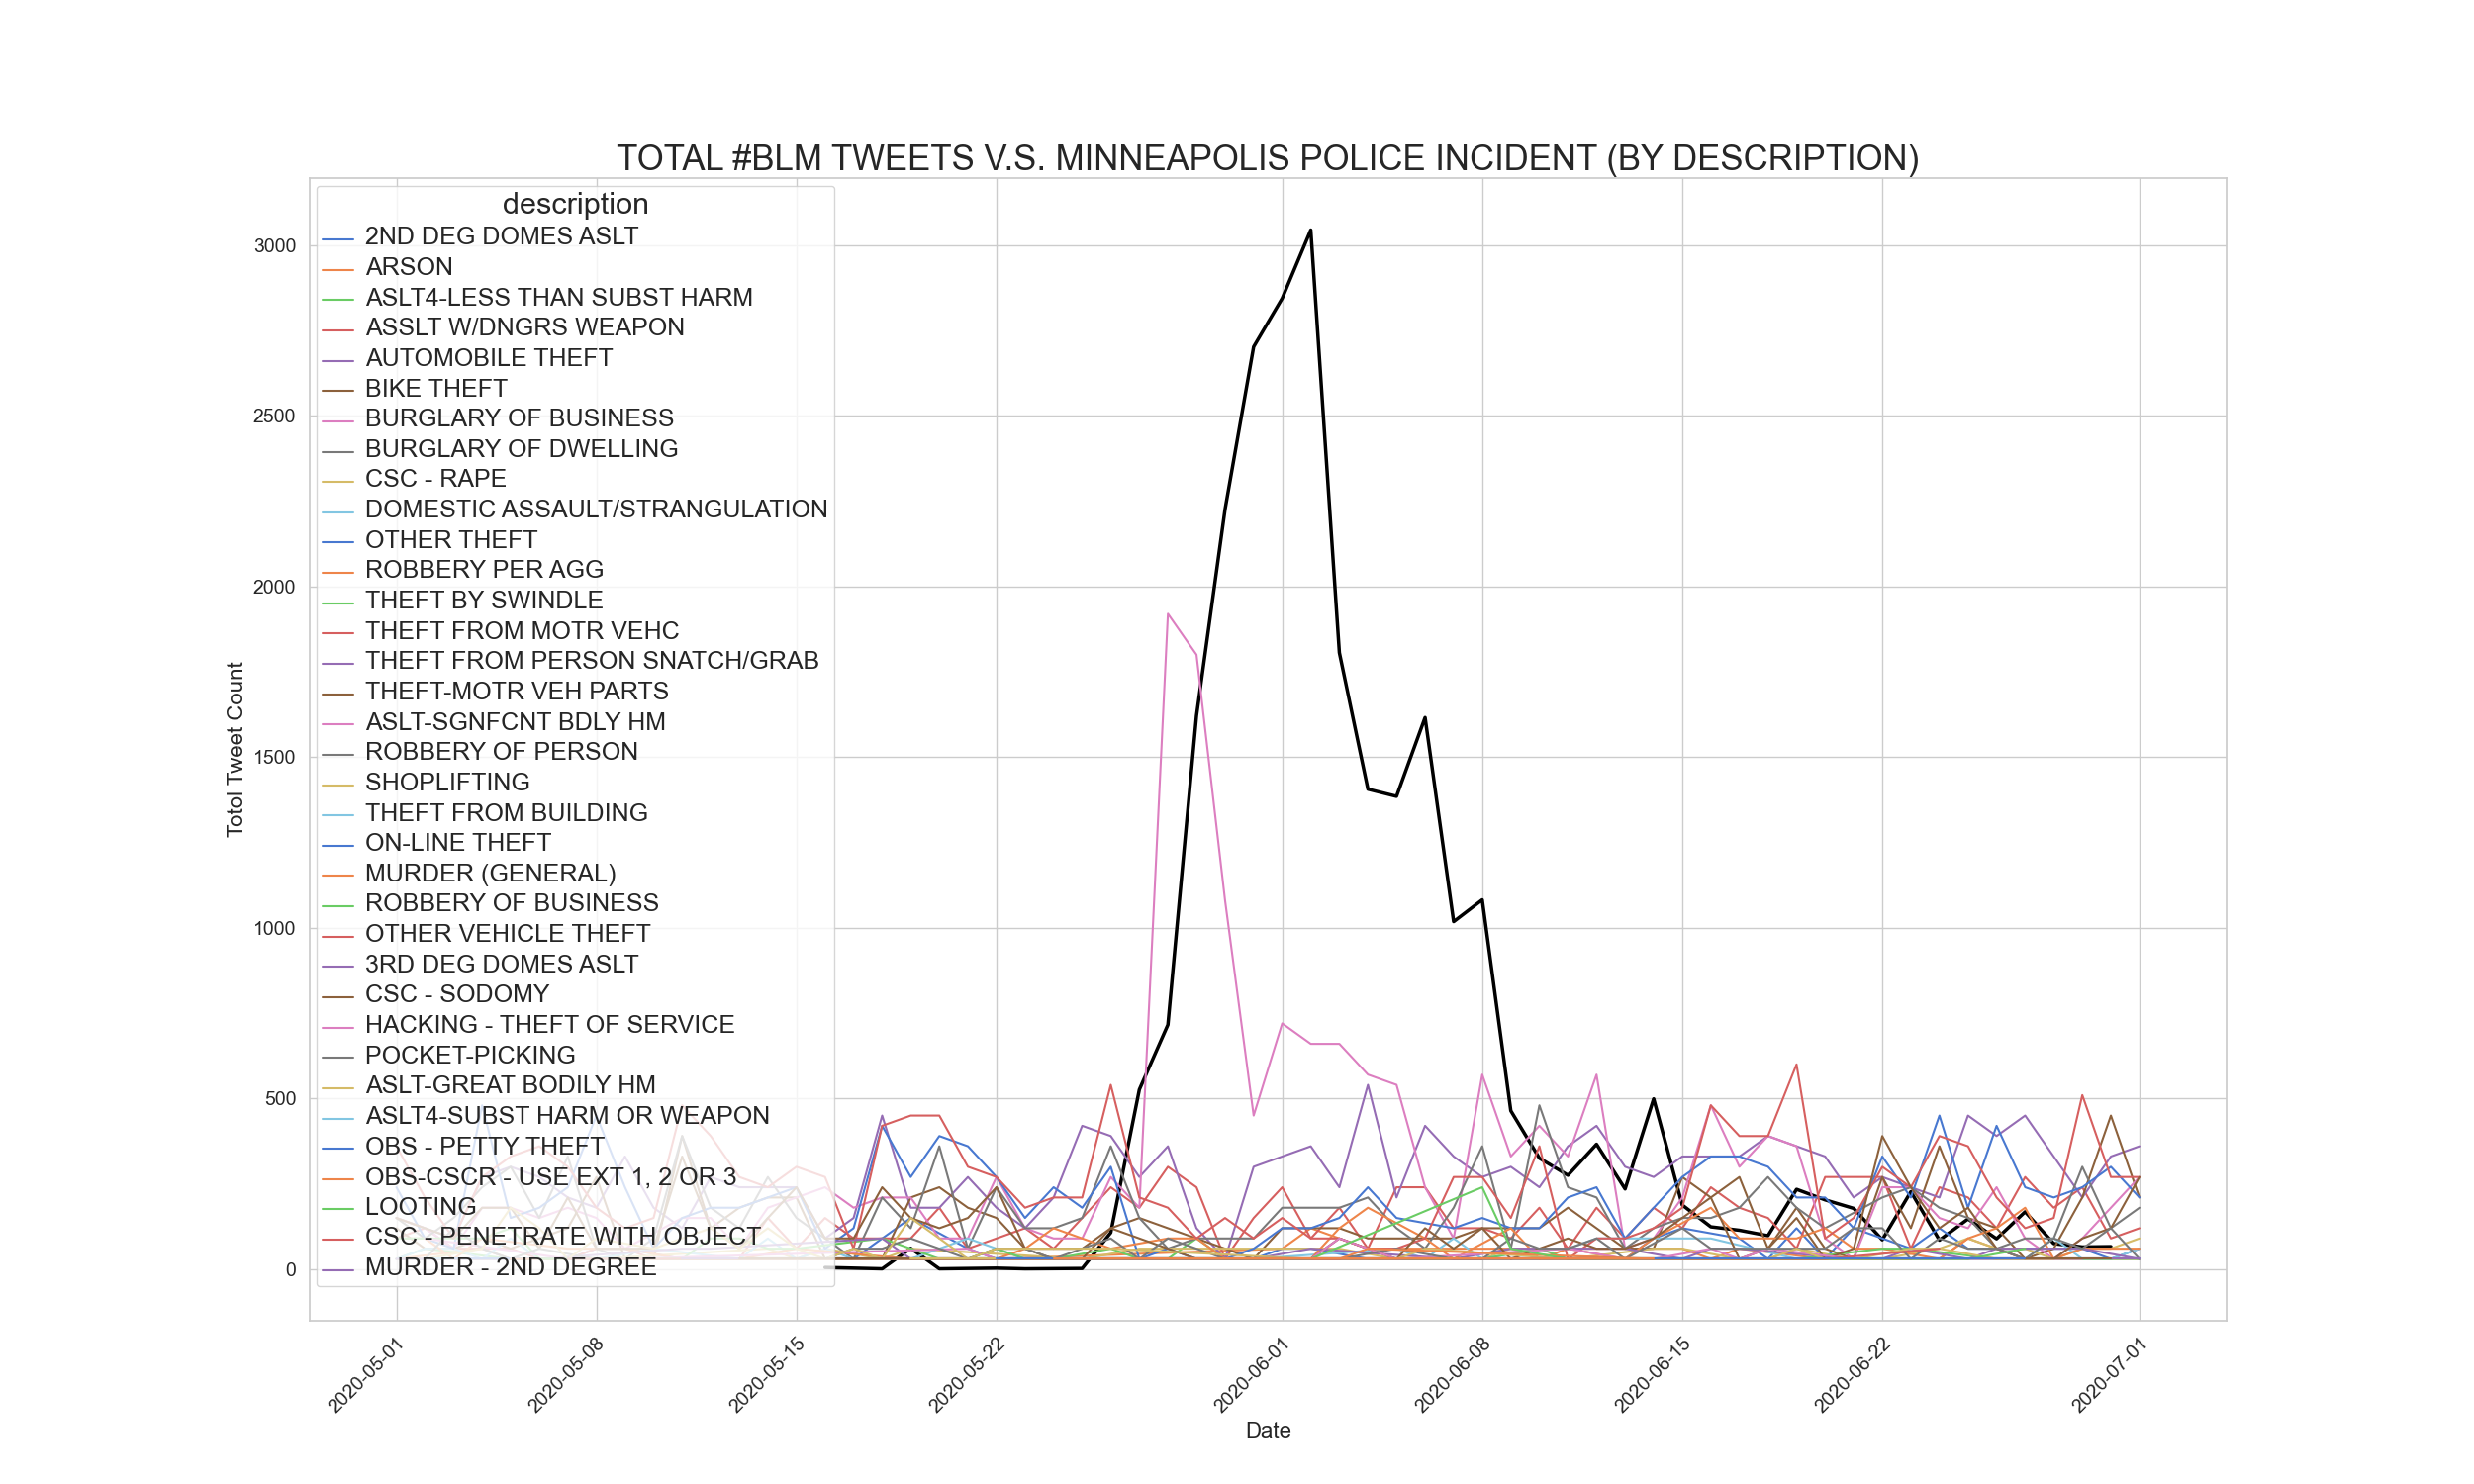 TOTAL #BLM TWEETS V.S. MINNEAPOLIS POLICE INCIDENT (BY DESCRIPTION)
description
2ND DEG DOMES ASLT
ARSON
ASLT4-LESS THAN SUBST HARM
ASSLT W/DNGRS WEAPON
AUTOMOBILE THEFT
BIKE THEFT
BURGLARY OF BUSINESS
BURGLARY OF DWELLING
CSC - RAPE
DOMESTIC ASSAULT/STRANGULATION
OTHER THEFT
ROBBERY PER AGG
THEFT BY SWINDLE
THEFT FROM MOTR VEHC
THEFT FROM PERSON SNATCH/GRAB
THEFT-MOTR VEH PARTS
ASLT-SGNFCNT BDLY HM
ROBBERY OF PERSON
SHOPLIFTING
THEFT FROM BUILDING
ON-LINE THEFT
MURDER (GENERAL)
ROBBERY OF BUSINESS
OTHER VEHICLE THEFT
3RD DEG DOMES ASLT
CSC - SODOMY
HACKING - THEFT OF SERVICE
POCKET-PICKING
ASLT-GREAT BODILY HM
ASLT4-SUBST HARM OR WEAPON
OBS - PETTY THEFT
OBS-CSCR - USE EXT 1, 2 OR 3
LOOTING
CSC - PENETRATE WITH OBJECT
MURDER - 2ND DEGREE
3000
2500
2000
1500
1000
500
0
Totol Tweet Count
2020-05-01
2020-05-08
2020-05-15
2020-05-22
2020-06-01
2020-06-08
2020-06-15
2020-06-22
2020-07-01
Date